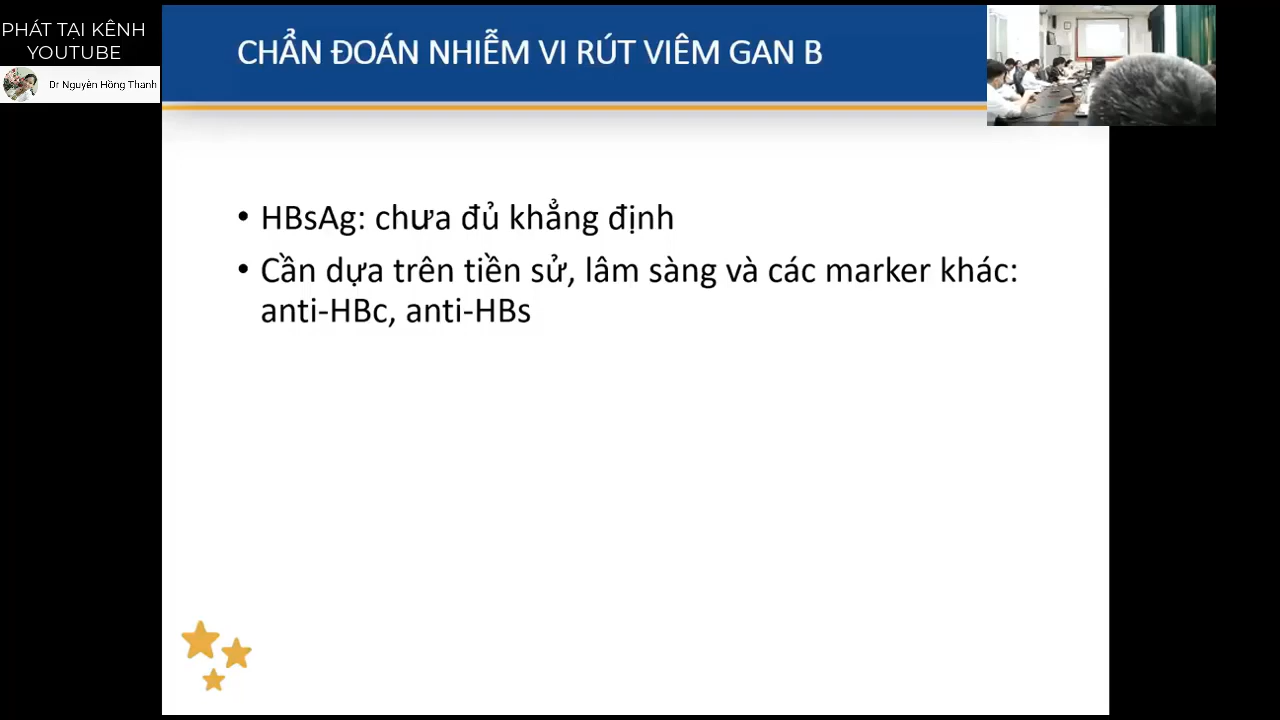 PHÁT TẠI KÊNH
YOUTUBE
Dr Nguyễn Hồng Thanh
CHẨN ĐOÁN NHIỄM VI RÚT VIÊM GAN B
• HBsAg: chưa đủ khẳng định
• Cần dựa trên tiền sử, lâm sàng và các marker khác:
anti-HBc, anti-HBs